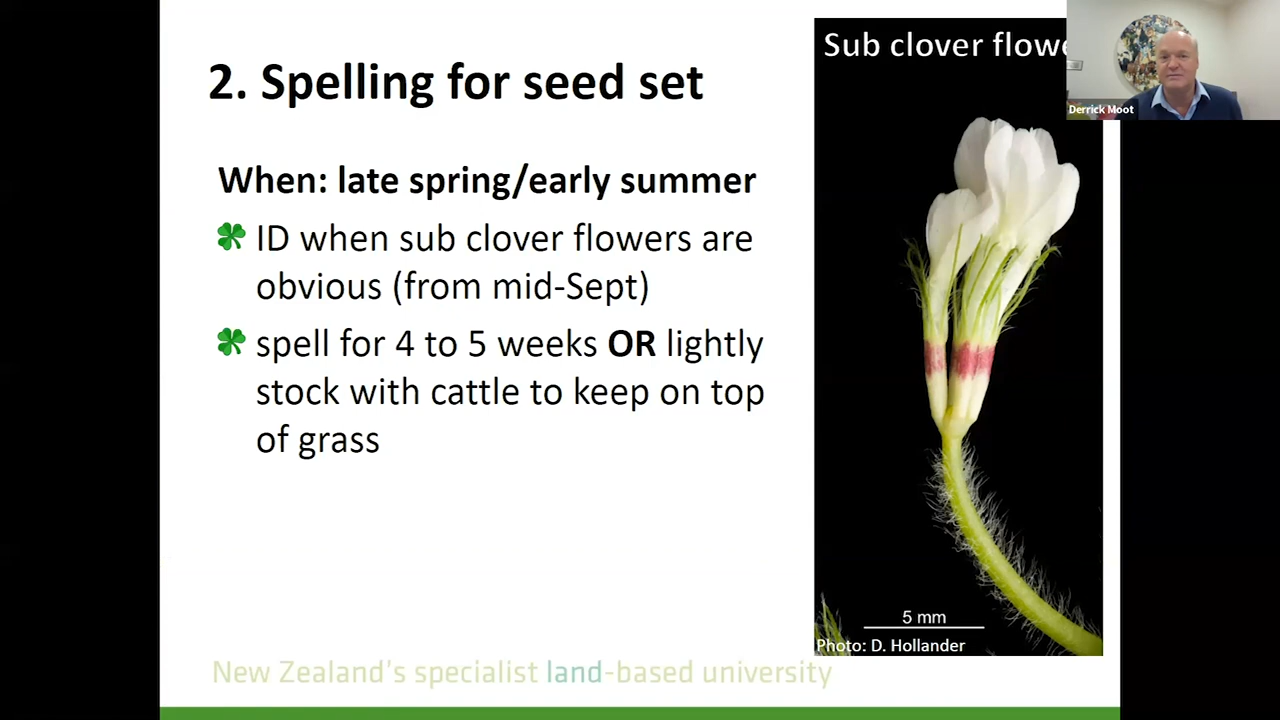 2. Spelling for seed set
When: late spring/early summer
ID when sub clover flowers are
obvious (from mid-Sept)
spell for 4 to 5 weeks OR lightly
stock with cattle to keep on top
of grass
Sub clover flowe
Derrick Moot
5 mm
Photo: D. Hollander
New Zealand's specialist land-based university